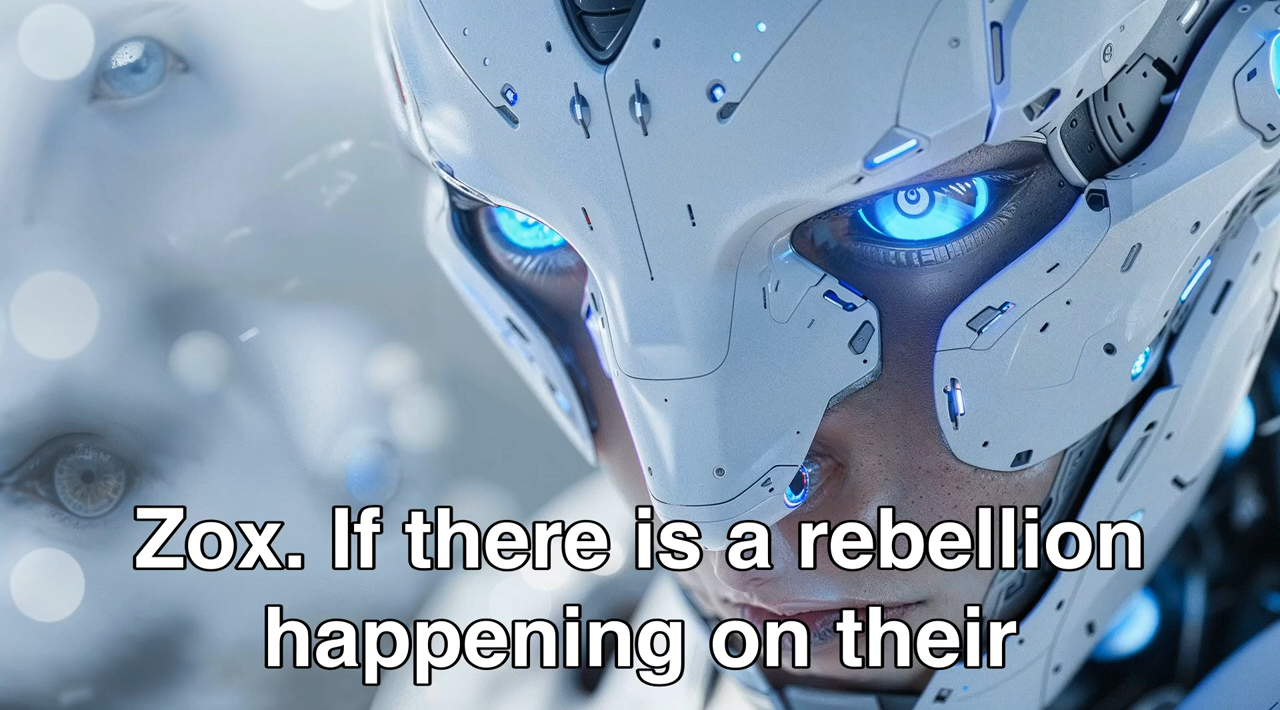 Zox. If there is a rebellion
happening on their